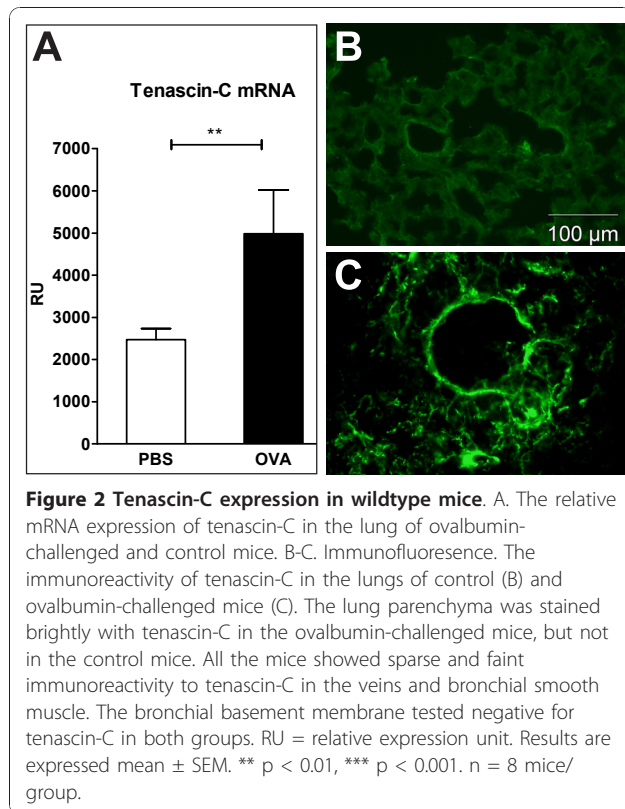 A
Tenascin-C mRNA
**
7000
6000
5000
4000
3000
2000
1000
0
RU
PBS
OVA
B
100 µm
C
Figure 2 Tenascin-C expression in wildtype mice. A. The relative
mRNA expression of tenascin-C in the lung of ovalbumin-
challenged and control mice. B-C. Immunofluoresence. The
immunoreactivity of tenascin-C in the lungs of control (B) and
ovalbumin-challenged mice (C). The lung parenchyma was stained
brightly with tenascin-C in the ovalbumin-challenged mice, but not
in the control mice. All the mice showed sparse and faint
immunoreactivity to tenascin-C in the veins and bronchial smooth
muscle. The bronchial basement membrane tested negative for
tenascin-C in both groups. RU = relative expression unit. Results are
expressed mean ± SEM. ** p < 0.01, *** p < 0.001. n = 8 mice/
group.